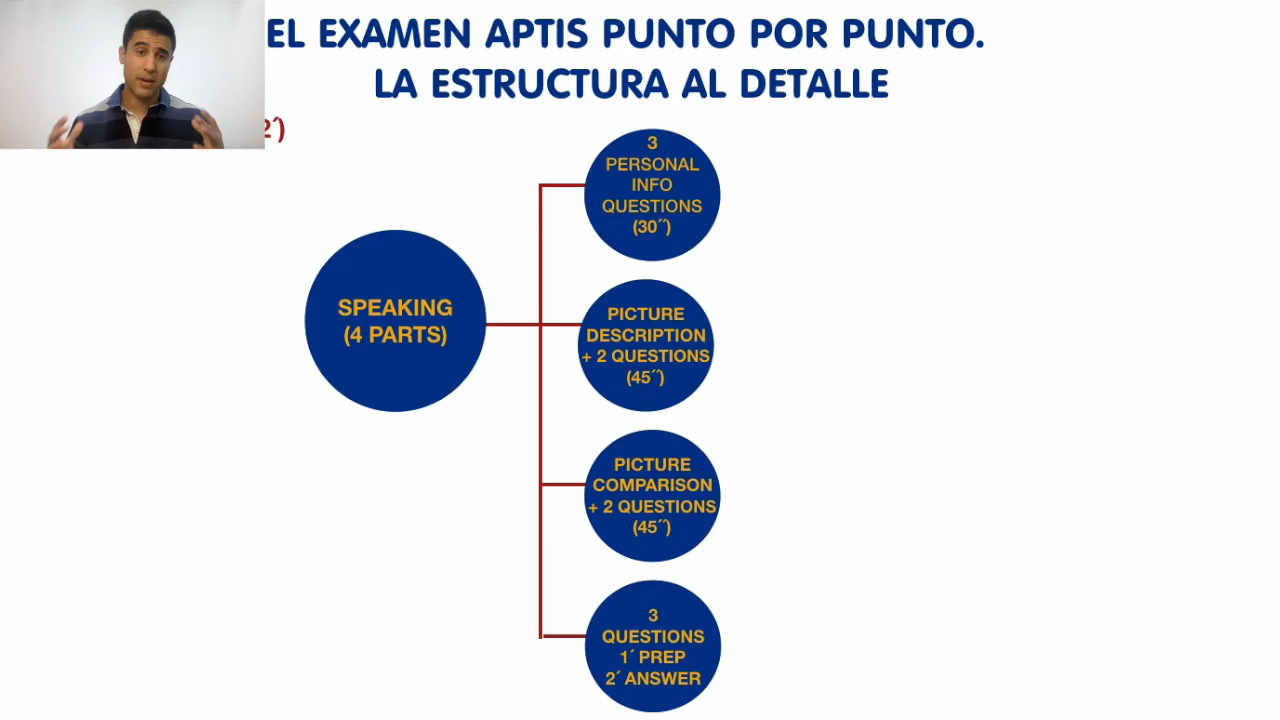 EL EXAMEN APTIS PUNTO POR PUNTO.
LA ESTRUCTURA AL DETALLE
2´)
SPEAKING
(4 PARTS)
3
PERSONAL
INFO
QUESTIONS
(30´´)
PICTURE
DESCRIPTION
+ 2 QUESTIONS
(45´´)
PICTURE
COMPARISON
+ 2 QUESTIONS
(45´´)
3
QUESTIONS
1´ PREP
2´ ANSWER